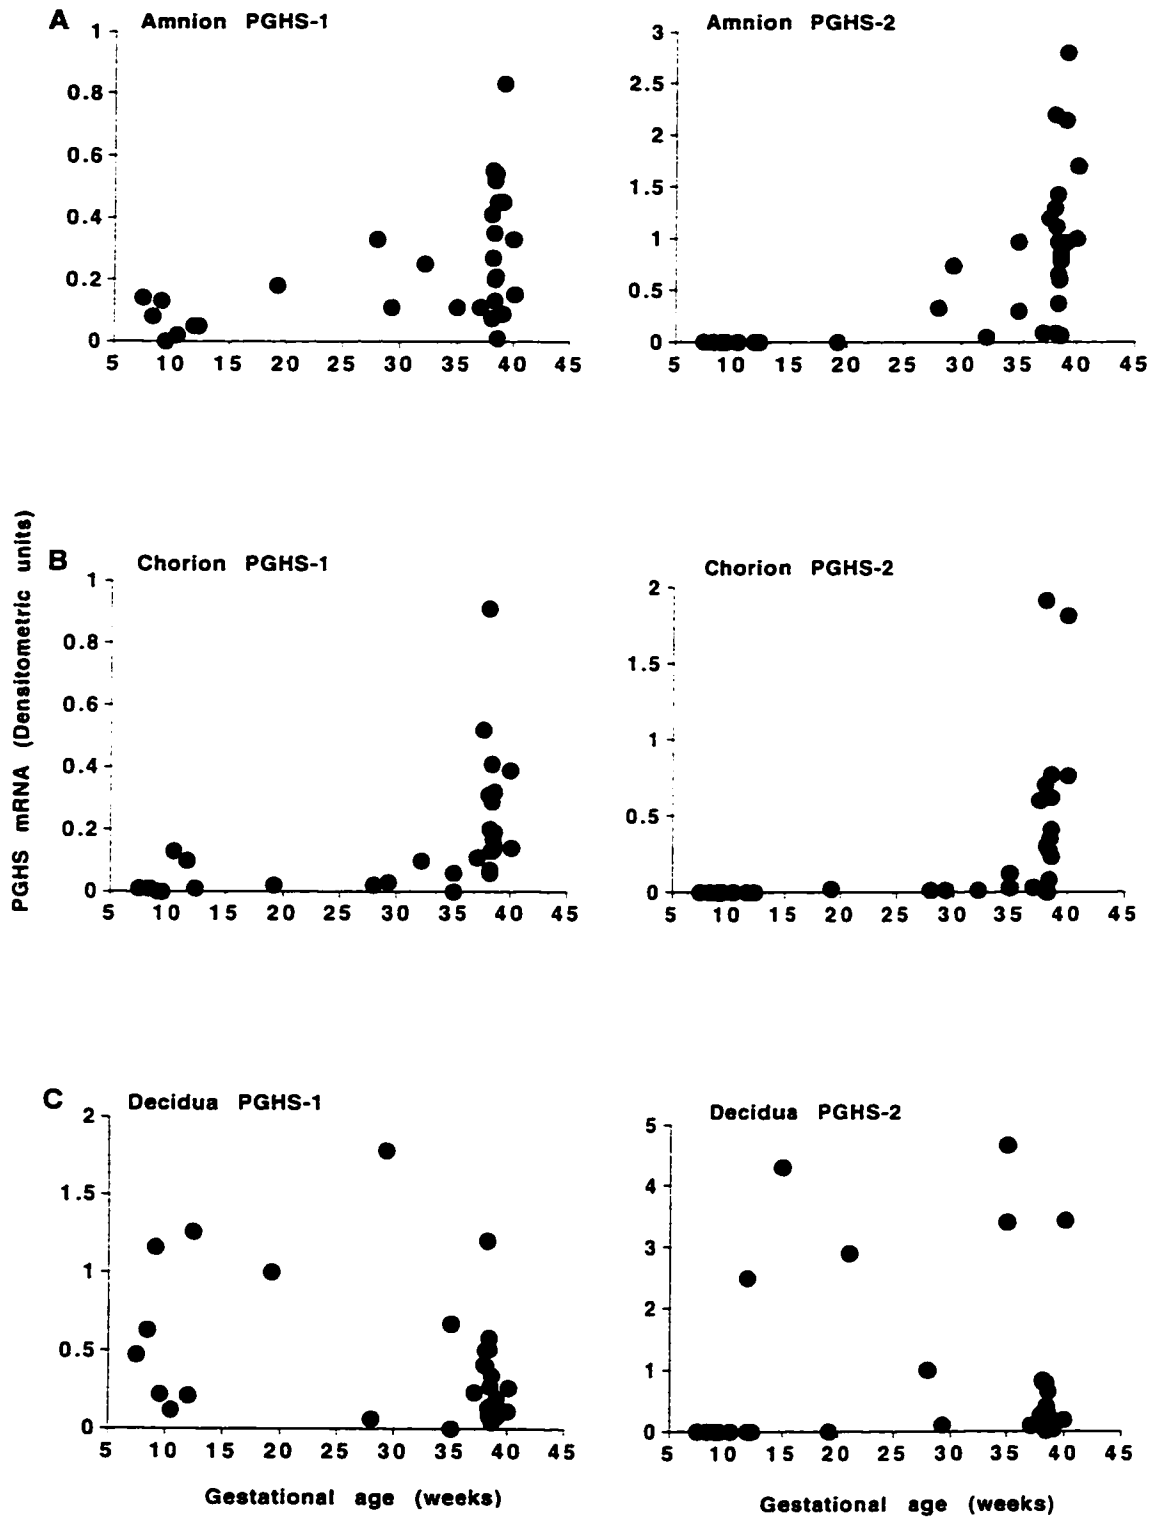 A Amnion PGHS-1
1
0.8
0.6
0.4
0.2
0
5 10 15 20 25 30 35 40 45
Amnion PGHS-2
3
2.5
2
1.5
1
0.5
0
5 10 15 20 25 30 35 40 45
PGHS mRNA (Densitometric units)
B Chorion PGHS-1
1
0.8
0.6
0.4
0.2
0
5 10 15 20 25 30 35 40 45
Chorion PGHS-2
2
1.5
1
0.5
0
5 10 15 20 25 30 35 40 45
C Decidua PGHS-1
2
1.5
1
0.5
0
5 10 15 20 25 30 35 40 45
Gestational age (weeks)
Decidua PGHS-2
5
4
3
2
1
0
5 10 15 20 25 30 35 40 45
Gestational age (weeks)